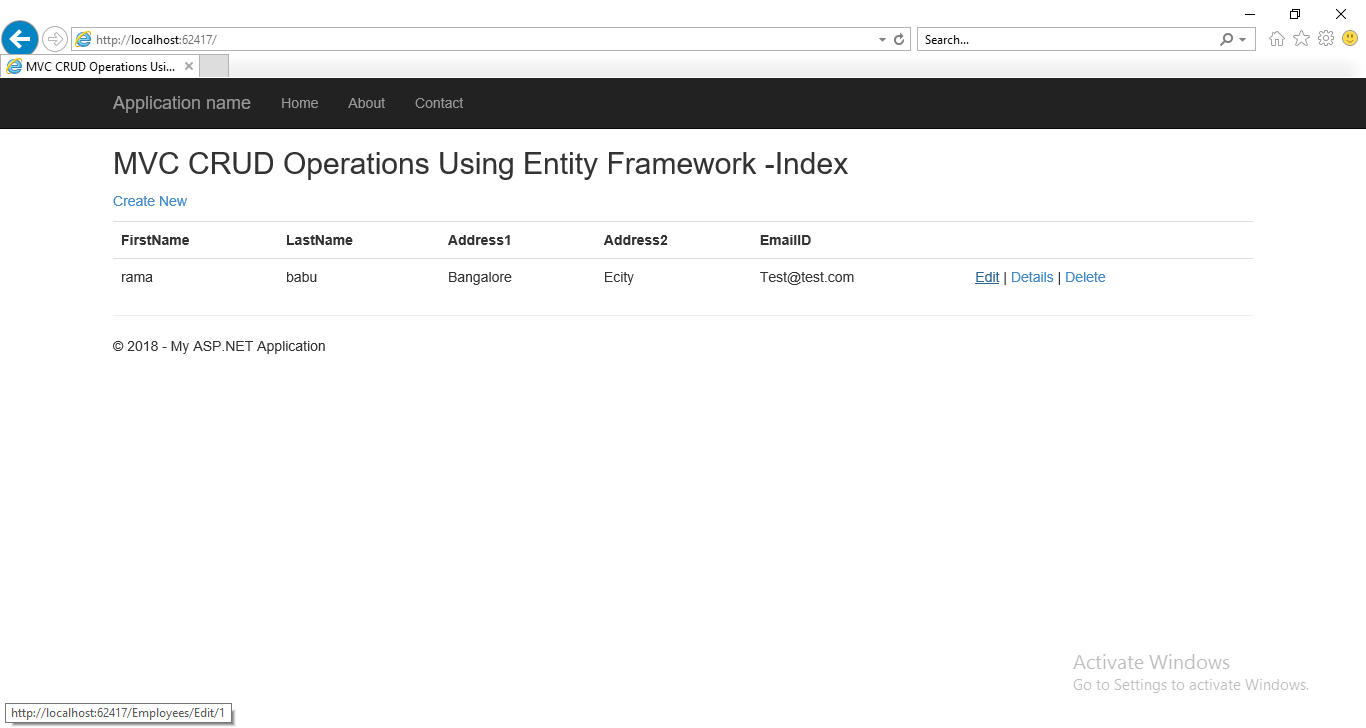 http://localhost:62417/
Search...
MVC CRUD Operations Usi...
Application name Home About Contact
MVC CRUD Operations Using Entity Framework -Index
Create New
FirstName LastName Address1 Address2 EmailID
rama babu Bangalore Ecity Test@test.com Edit | Details | Delete
© 2018 - My ASP.NET Application
Activate Windows
Go to Settings to activate Windows.
http://localhost:62417/Employees/Edit/1